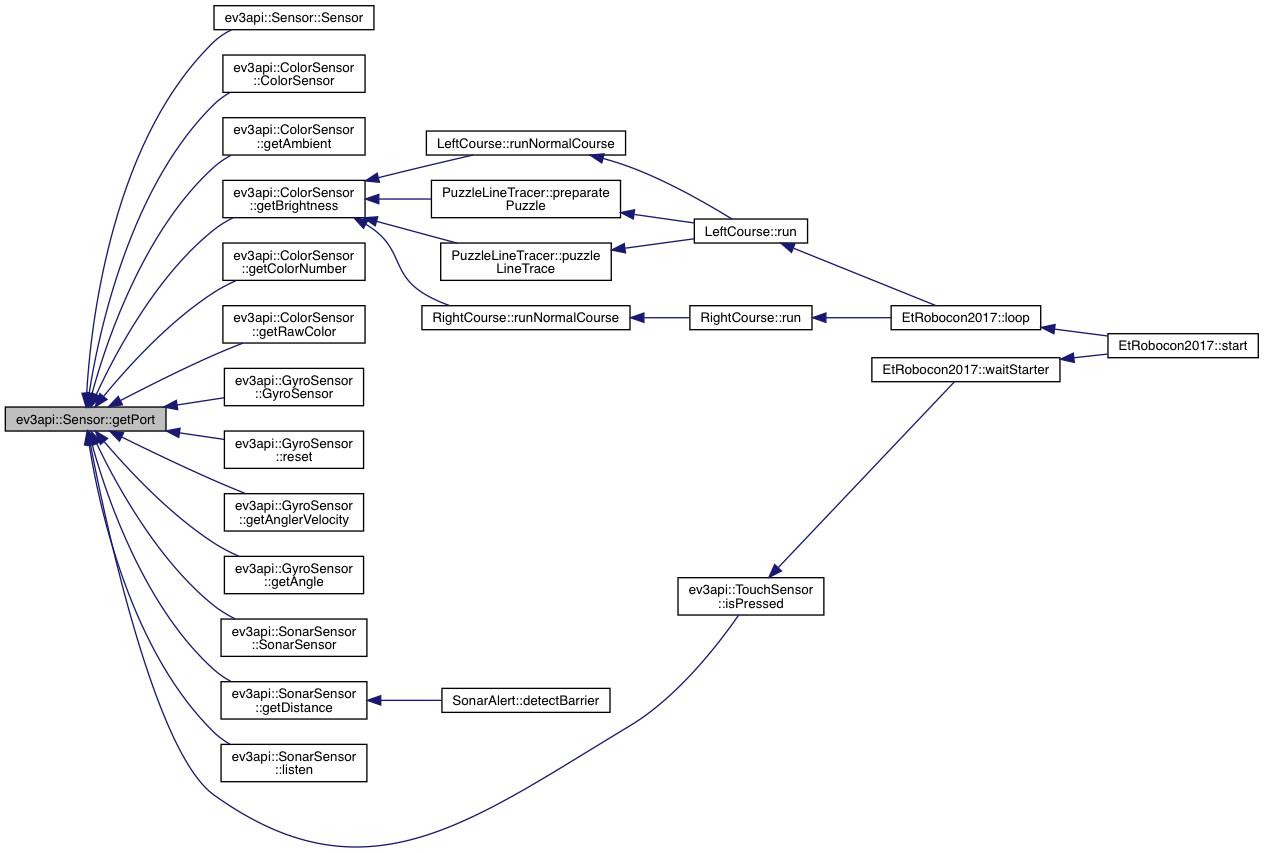 ev3api::Sensor::Sensor
ev3api::ColorSensor
::ColorSensor
ev3api::ColorSensor
::getAmbient
ev3api::ColorSensor
::getBrightness
ev3api::ColorSensor
::getColorNumber
ev3api::ColorSensor
::getRawColor
ev3api::GyroSensor
::GyroSensor
ev3api::Sensor::getPort
ev3api::GyroSensor
::reset
ev3api::GyroSensor
::getAnglerVelocity
ev3api::GyroSensor
::getAngle
ev3api::SonarSensor
::SonarSensor
ev3api::SonarSensor
::getDistance
ev3api::SonarSensor
::listen
LeftCourse::runNormalCourse
PuzzleLineTracer::preparate
Puzzle
PuzzleLineTracer::puzzle
LineTrace
RightCourse::runNormalCourse
SonarAlert::detectBarrier
LeftCourse::run
RightCourse::run
ev3api::TouchSensor
::isPressed
EtRobocon2017::loop
EtRobocon2017::waitStarter
EtRobocon2017::start